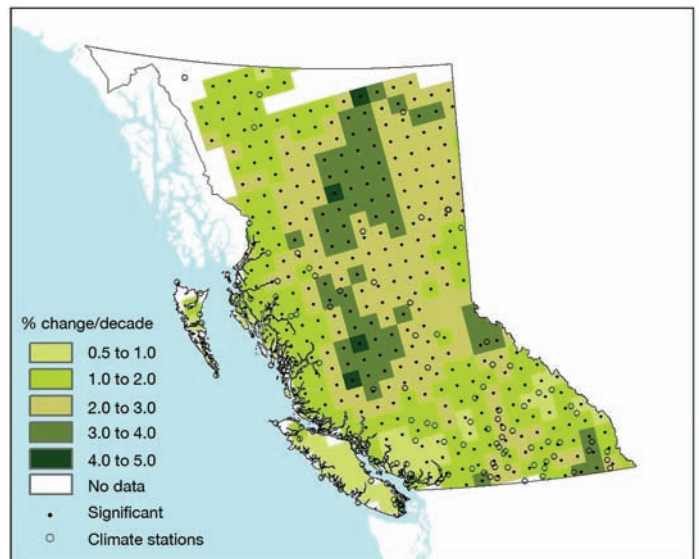 % change/decade
0.5 to 1.0
1.0 to 2.0
2.0 to 3.0
3.0 to 4.0
4.0 to 5.0
No data
Significant
Climate stations